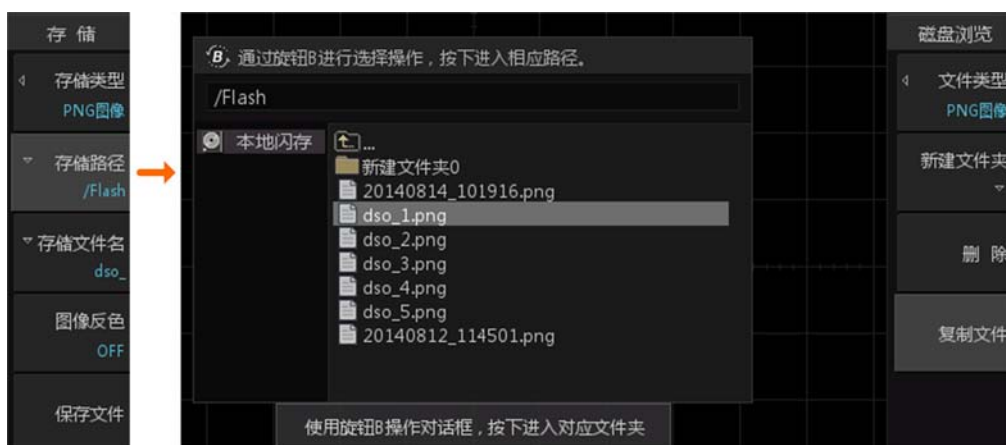 存 储
存储类型
PNG图像
存储路径
/Flash
存储文件名
dso_
图像反色
OFF
保存文件
B 通过旋钮B进行选择操作，按下进入相应路径。
/Flash
本地闪存
...
新建文件夹0
20140814_101916.png
dso_1.png
dso_2.png
dso_3.png
dso_4.png
dso_5.png
20140812_114501.png
使用旋钮B操作对话框，按下进入对应文件夹
磁盘浏览
文件类型
PNG图像
新建文件夹
删 除
复制文件